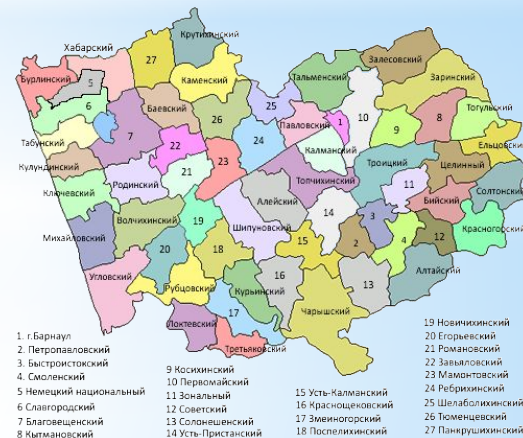 Крутихинский
Хабарский
27
Бурлинский
5
Каменский
Залесовский
Тальменский
Заринский
6
25
Баевский
26
Павловский
1
10
9
8
Тогульский
Табунский
7
24
Ельцовский
22
Калманский
Троицкий
Целинный
Кулундинский
23
21
Родинский
Топчихинский
11
Солтонский
Ключевский
Алейский
Бийский
Волчихинский
19
14
3
Красногорский
Михайловский
Шипуновский
15
2
4
12
20
18
Алтайский
Угловский
16
13
Рубцовский
Курьинский
Чарышский
17
Локтевский
Третьяковский
1. г.Барнаул
2. Петропавловский
3. Быстроистокский
4. Смоленский
5 Немецкий национальный
6 Славгородский
7 Благовещенский
8 Кытмановский
9 Косихинский
10 Первомайский
11 Зональный
12 Советский
13 Солонешенский
14 Усть-Пристанский
15 Усть-Калманский
16 Краснощековский
17 Змеиногорский
18 Поспелихинский
19 Новичихинский
20 Егорьевский
21 Романовский
22 Завьяловский
23 Мамонтовский
24 Ребрихинский
25 Шелаболихинский
26 Тюменцевский
27 Панкрушихинский